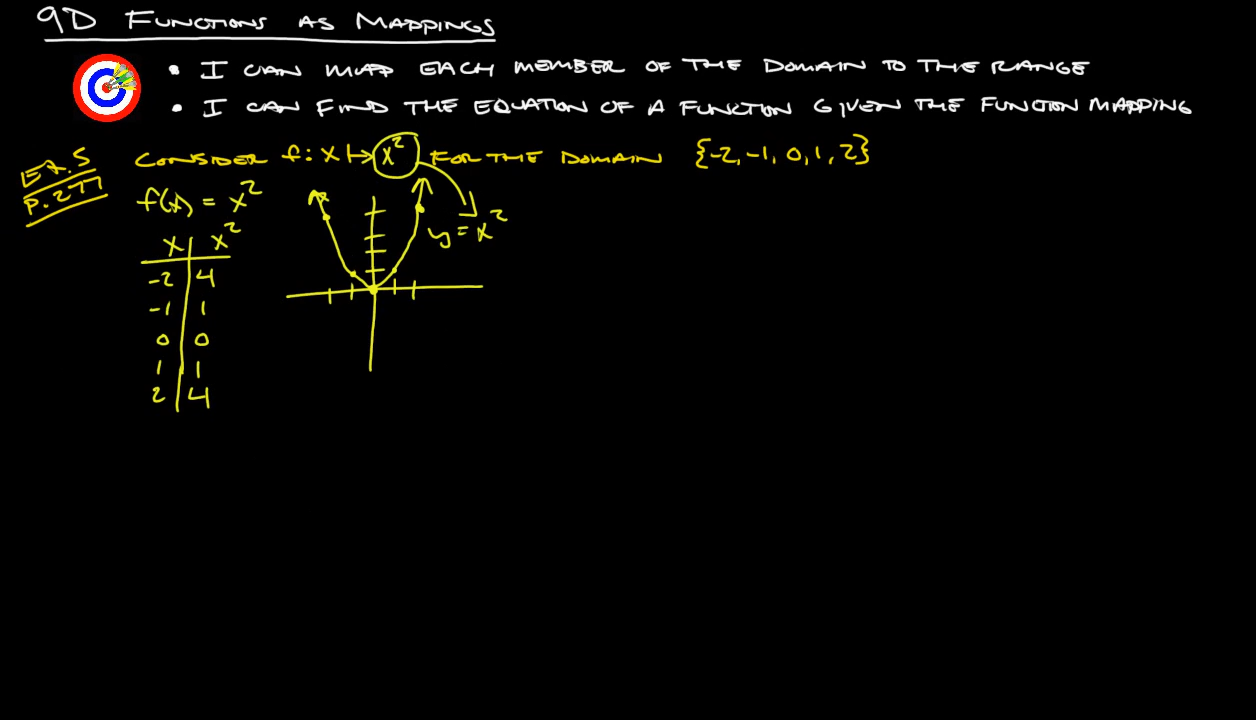 9D FUNCTIONS AS MAPPINGS
• I CAN MAP EACH MEMBER OF THE DOMAIN TO THE RANGE
• I CAN FIND THE EQUATION OF A FUNCTION GIVEN THE FUNCTION MAPPING
EX. 5
P. 277
CONSIDER f: X ↦ x² FOR THE DOMAIN {-2, -1, 0, 1, 2}
f(x) = x²
y = x²
X | X²
-2 | 4
-1 | 1
0 | 0
1 | 1
2 | 4